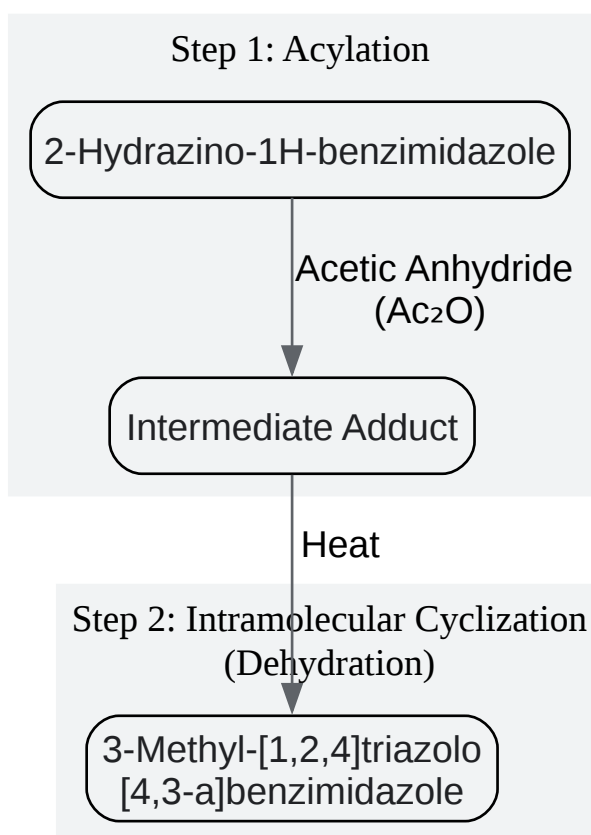 Step 1: Acylation
2-Hydrazino-1H-benzimidazole
Acetic Anhydride
(Ac₂O)
Intermediate Adduct
Heat
Step 2: Intramolecular Cyclization
(Dehydration)
3-Methyl-[1,2,4]triazolo
[4,3-a]benzimidazole